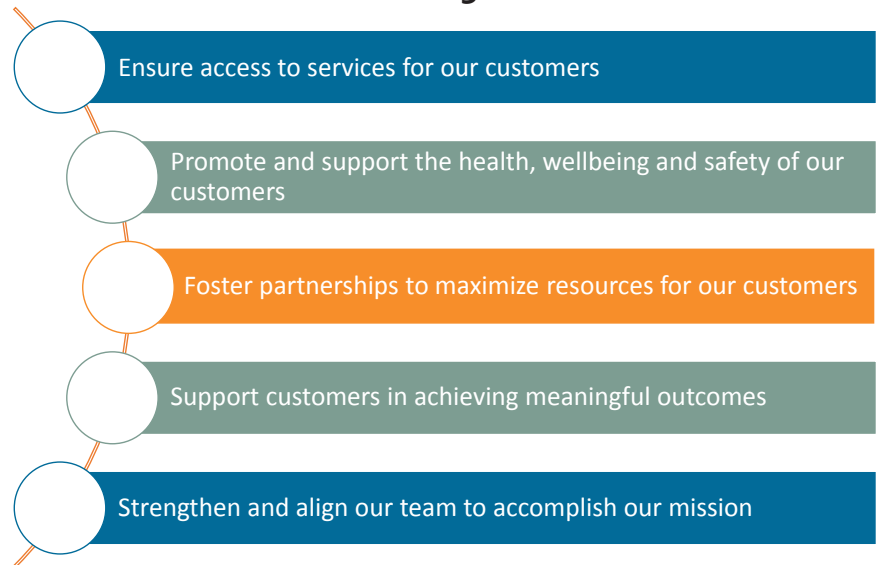 Ensure access to services for our customers
Promote and support the health, wellbeing and safety of our
customers
Foster partnerships to maximize resources for our customers
Support customers in achieving meaningful outcomes
Strengthen and align our team to accomplish our mission